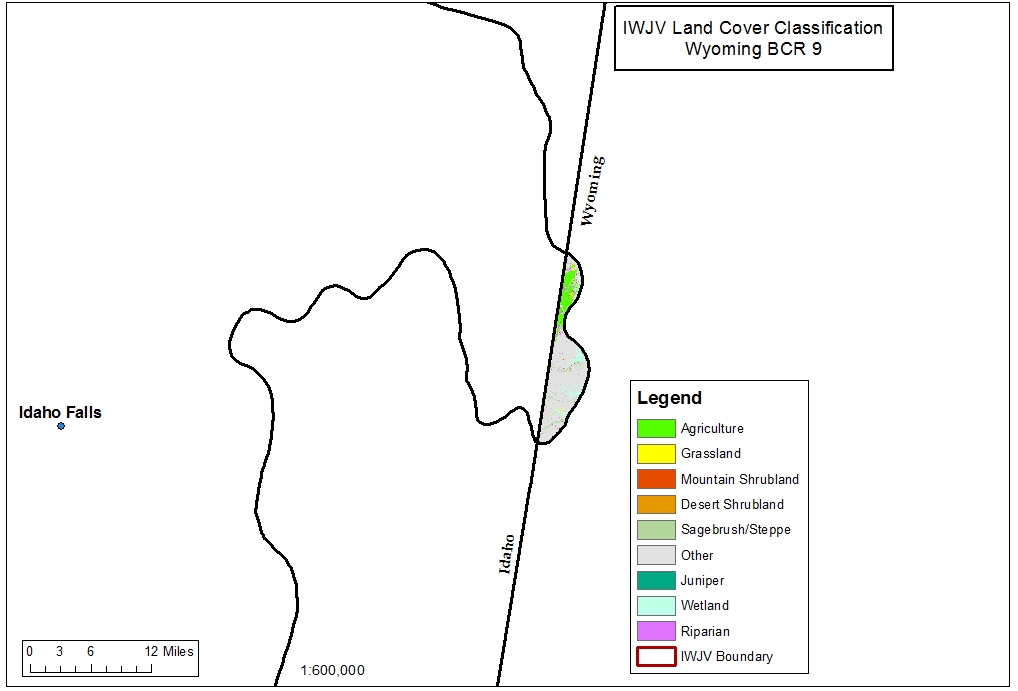 IWJV Land Cover Classification
Wyoming BCR 9
Wyoming
Idaho Falls
Idaho
Legend
Agriculture
Grassland
Mountain Shrubland
Desert Shrubland
Sagebrush/Steppe
Other
Juniper
Wetland
Riparian
IWJV Boundary
0 3 6 12 Miles
1:600,000